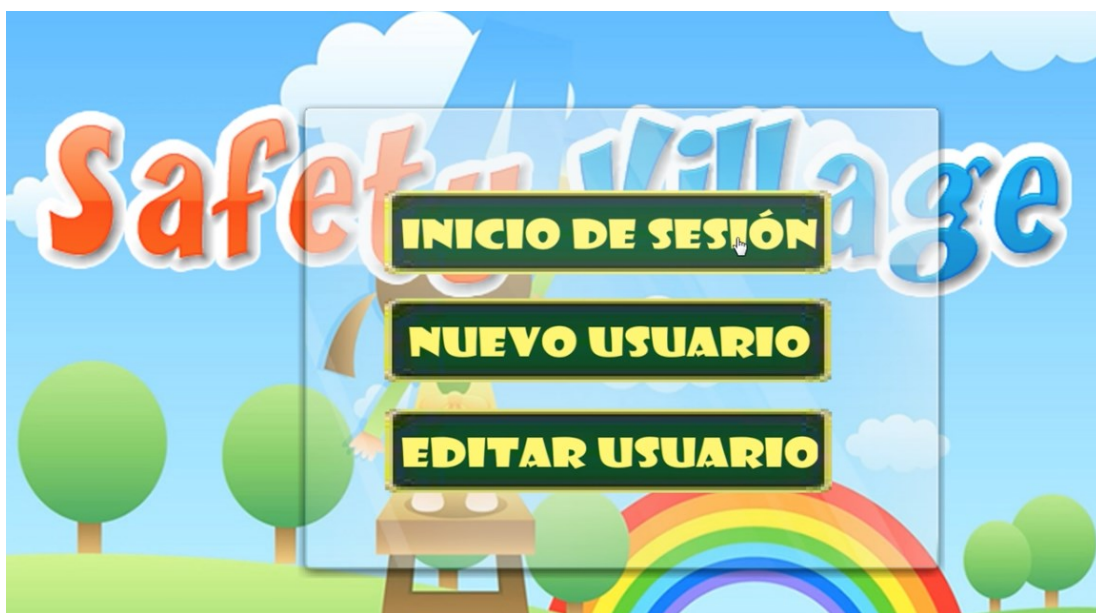 Safety Village
INICIO DE SESIÓN
NUEVO USUARIO
EDITAR USUARIO